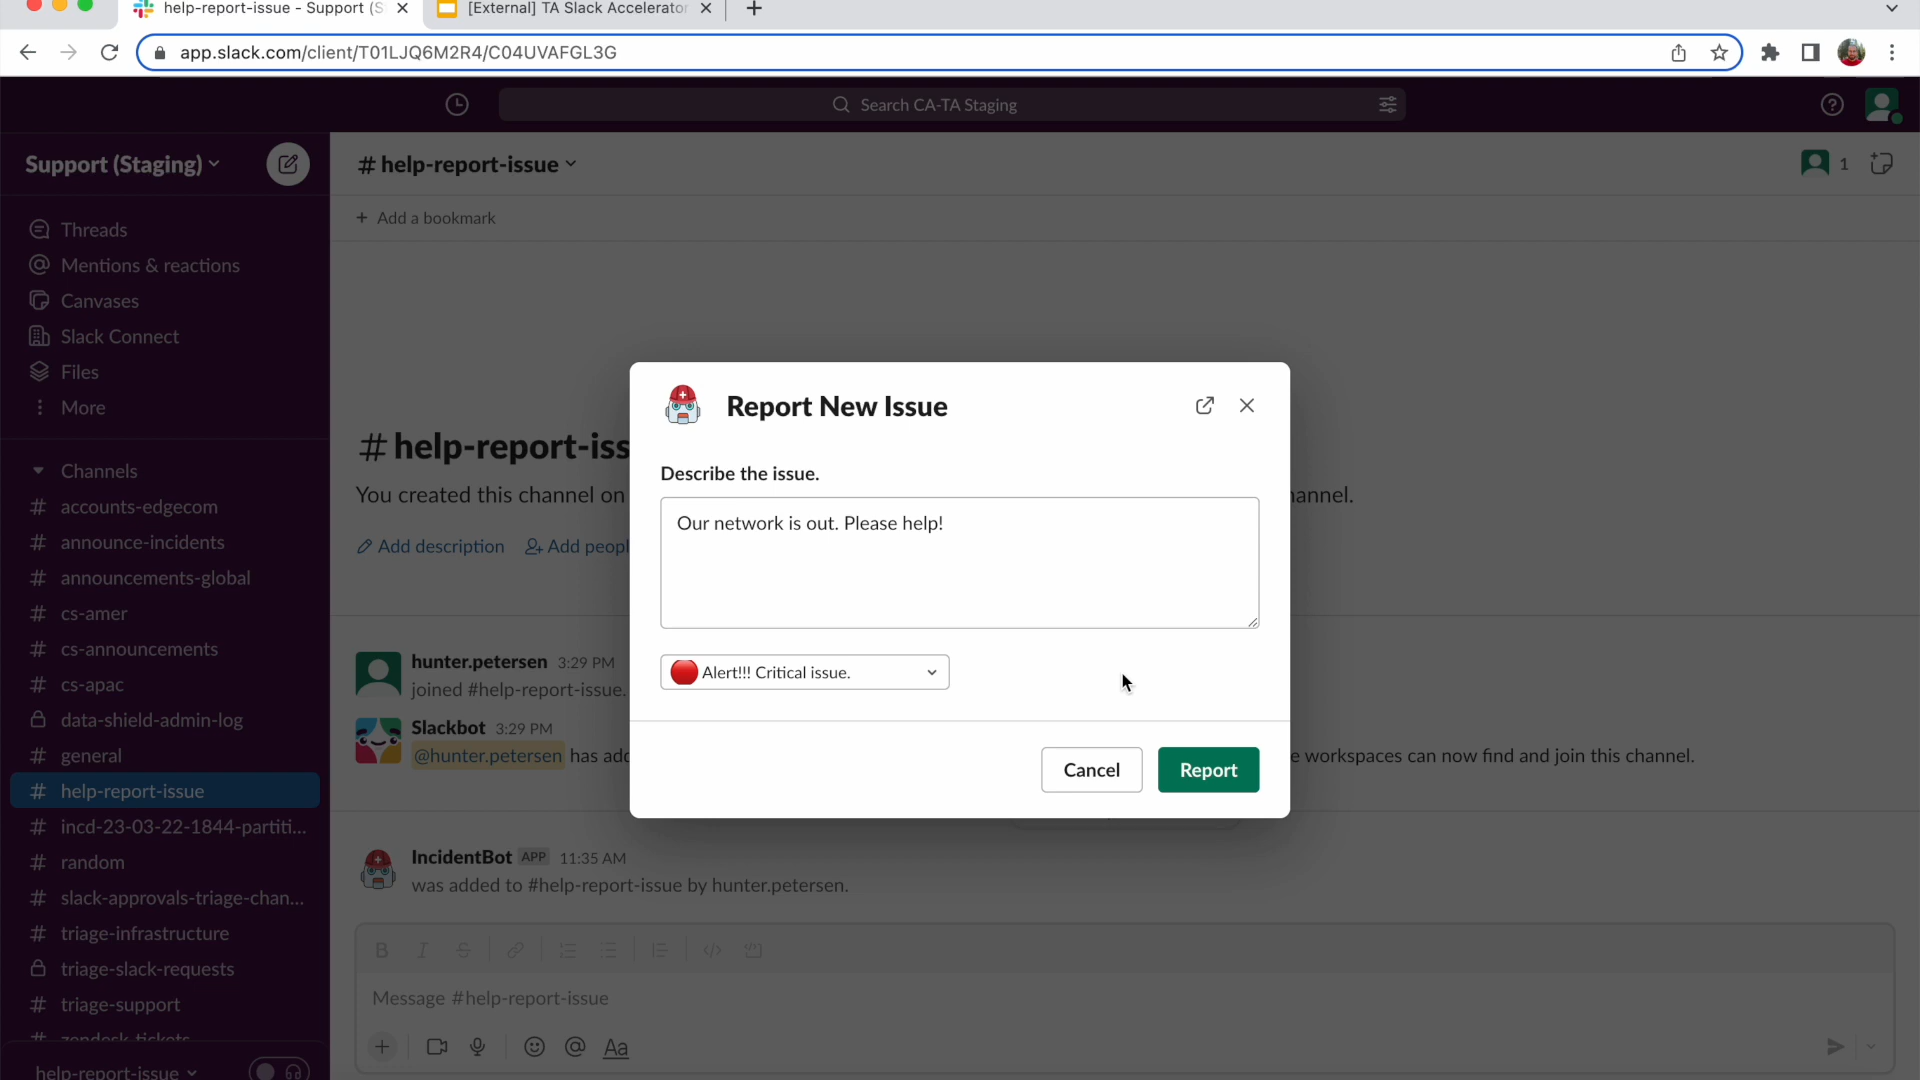 help-report-issue - Support (S
[External] TA Slack Accelerator
app.slack.com/client/T01LJQ6M2R4/C04UVAFGL3G
Search CA-TA Staging
Support (Staging)
# help-report-issue
1
+ Add a bookmark
Threads
Mentions & reactions
Canvases
Slack Connect
Files
More
Channels
# accounts-edgecom
# announce-incidents
# announcements-global
# cs-amer
# cs-announcements
# cs-apac
data-shield-admin-log
# general
# help-report-issue
# incd-23-03-22-1844-partiti...
# random
# slack-approvals-triage-chan...
# triage-infrastructure
triage-slack-requests
# triage-support
# zendesk-tickets
help-report-issue
# help-report-iss
You created this channel on
hannel.
Add description
Add peopl
hunter.petersen 3:29 PM
joined #help-report-issue.
Slackbot 3:29 PM
@hunter.petersen has add
e workspaces can now find and join this channel.
Report New Issue
Describe the issue.
Our network is out. Please help!
Alert!!! Critical issue.
Cancel
Report
IncidentBot APP 11:35 AM
was added to #help-report-issue by hunter.petersen.
B I S
Message #help-report-issue
Aa